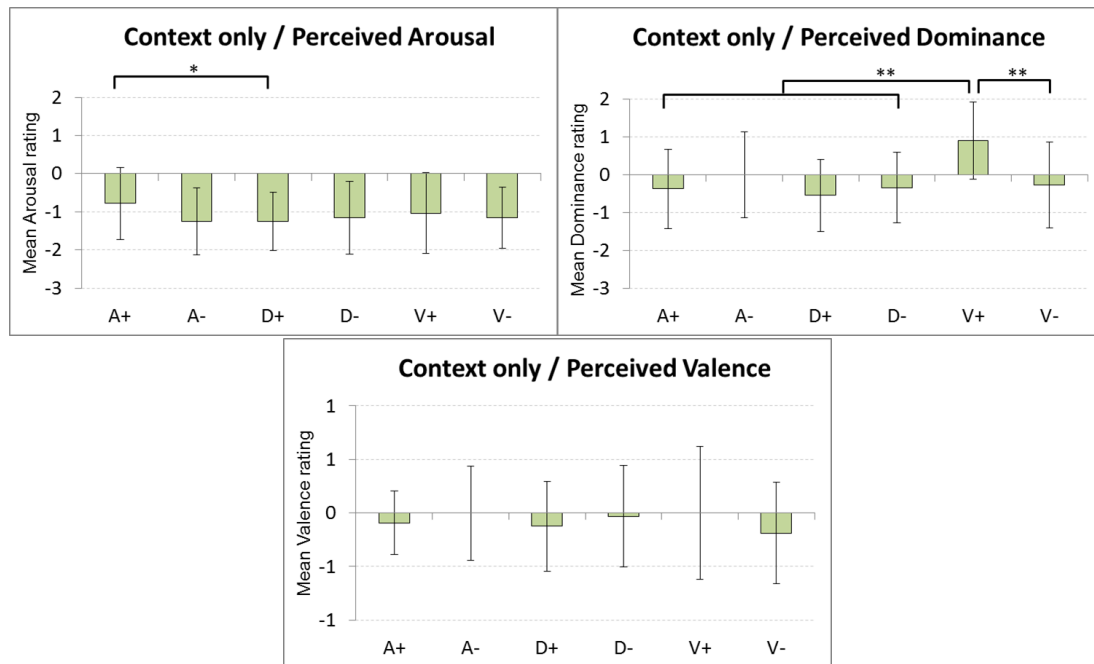 Context only / Perceived Arousal
*
2
1
0
-1
-2
-3
Mean Arousal rating
A+ A- D+ D- V+ V-
Context only / Perceived Dominance
** **
2
1
0
-1
-2
-3
Mean Dominance rating
A+ A- D+ D- V+ V-
Context only / Perceived Valence
1
1
0
-1
-1
Mean Valence rating
A+ A- D+ D- V+ V-